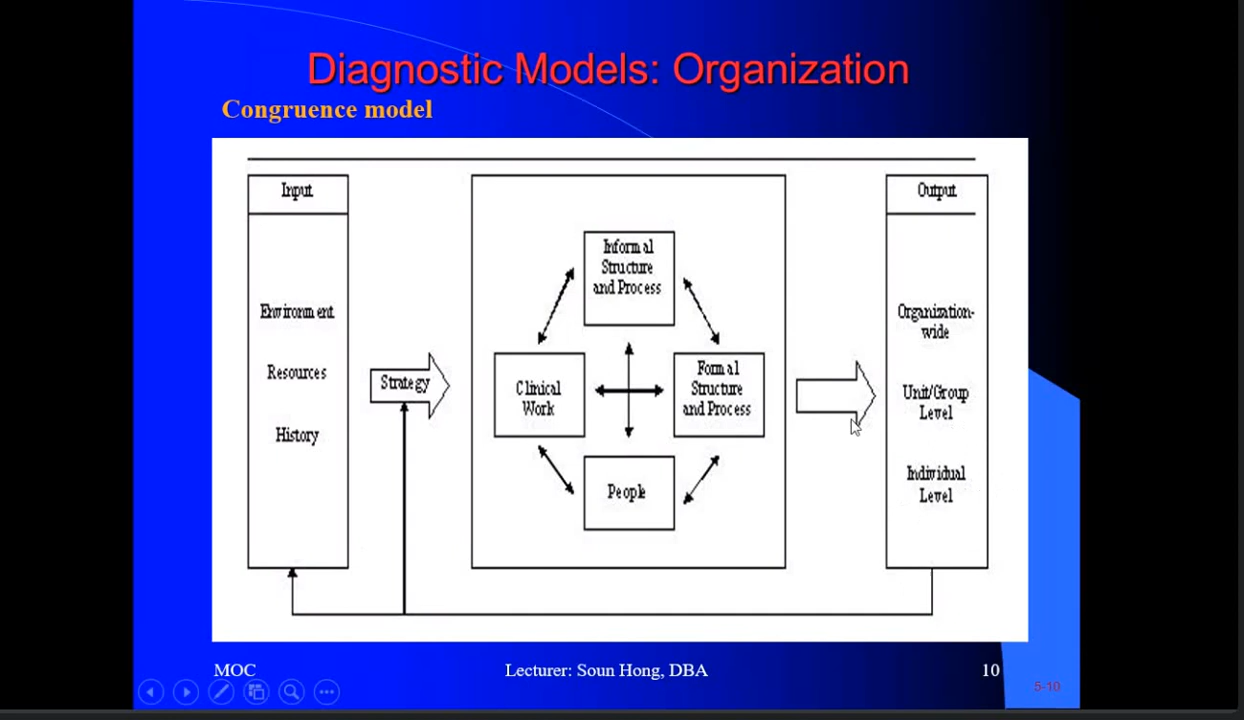 Diagnostic Models: Organization
Congruence model
Input
Environment
Resources
History
Strategy
Informal
Structure
and Process
Clinical
Work
Formal
Structure
and Process
People
Output
Organization-
wide
Unit/Group
Level
Individual
Level
MOC
Lecturer: Soun Hong, DBA
10
5-10